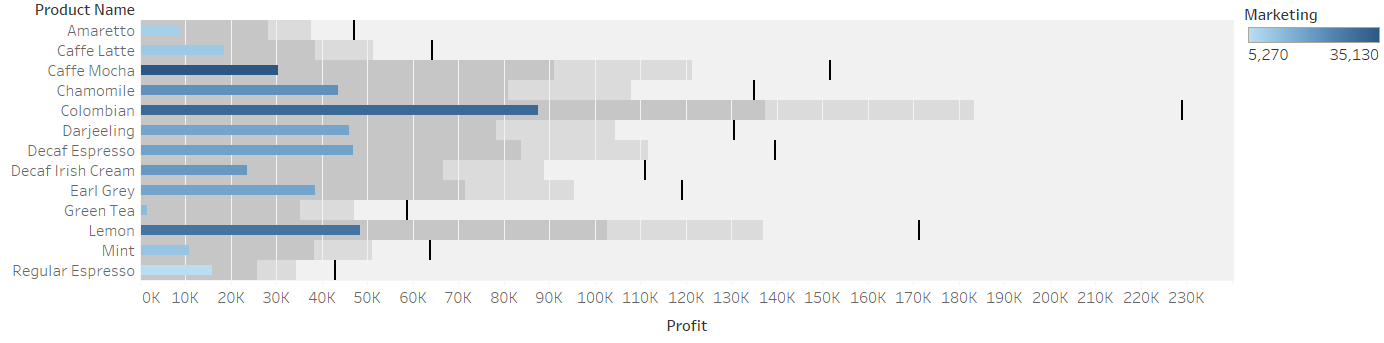 Product Name
Amaretto
Caffe Latte
Caffe Mocha
Chamomile
Colombian
Darjeeling
Decaf Espresso
Decaf Irish Cream
Earl Grey
Green Tea
Lemon
Mint
Regular Espresso
0K 10K 20K 30K 40K 50K 60K 70K 80K 90K 100K 110K 120K 130K 140K 150K 160K 170K 180K 190K 200K 210K 220K 230K
Profit
Marketing
5,270 35,130